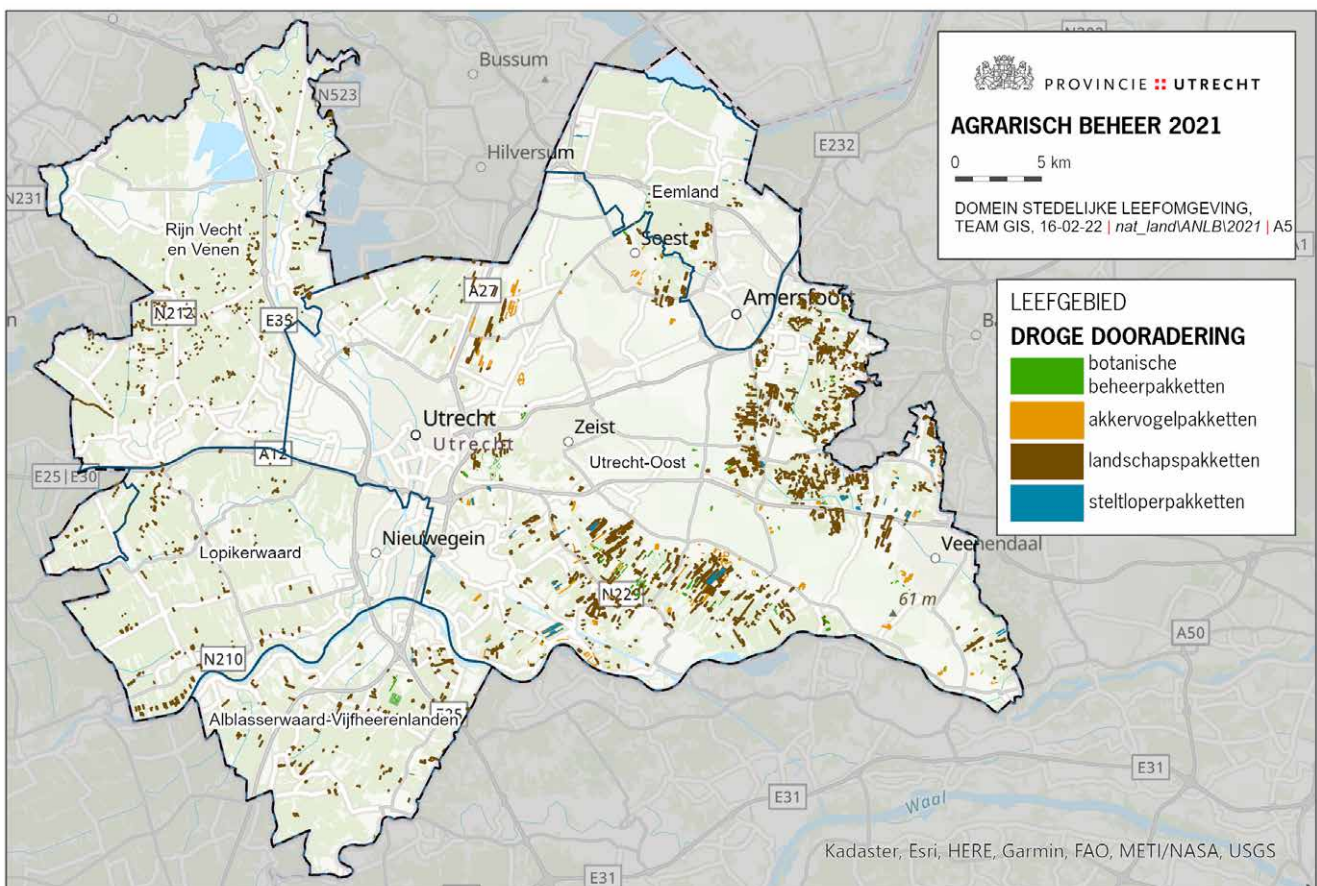 PROVINCIE UTRECHT
AGRARISCH BEHEER 2021
0 5 km
DOMEIN STEDELIJKE LEEFOMGEVING,
TEAM GIS, 16-02-22 | nat_land\ANLB\2021 | A5
LEEFGEBIED
DROGE DOORADERING
botanische
beheerpakketten
akkervogelpakketten
landschapspakketten
steltloperpakketten
Bussum
N523
Hilversum
E232
N231
Eemland
Rijn Vecht
en Venen
Soest
A1
A27
Amersfoort
N212
E35
Utrecht
Utrecht
Zeist
A12
Utrecht-Oost
E25|E30
Nieuwegein
Lopikerwaard
Veenendaal
N229
61 m
A50
N210
Alblasserwaard-Vijfheerenlanden
E25
E31
E31
Waal
E31
Kadaster, Esri, HERE, Garmin, FAO, METI/NASA, USGS